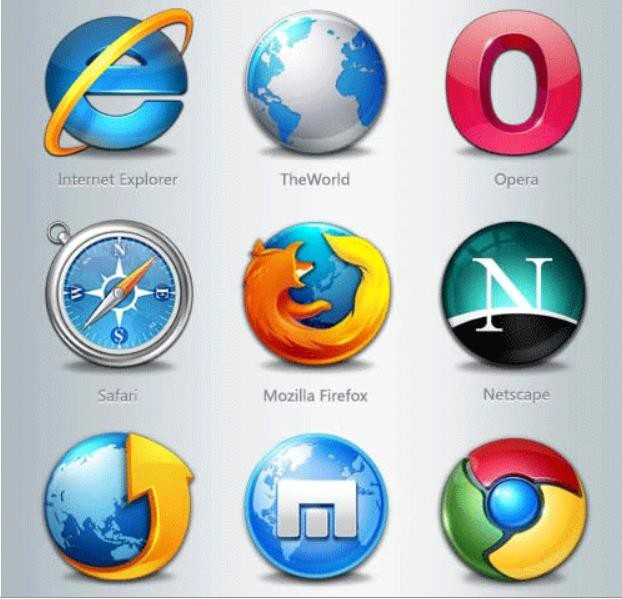 Internet Explorer
TheWorld
Opera
N
W
E
S
Safari
Mozilla Firefox
N
Netscape